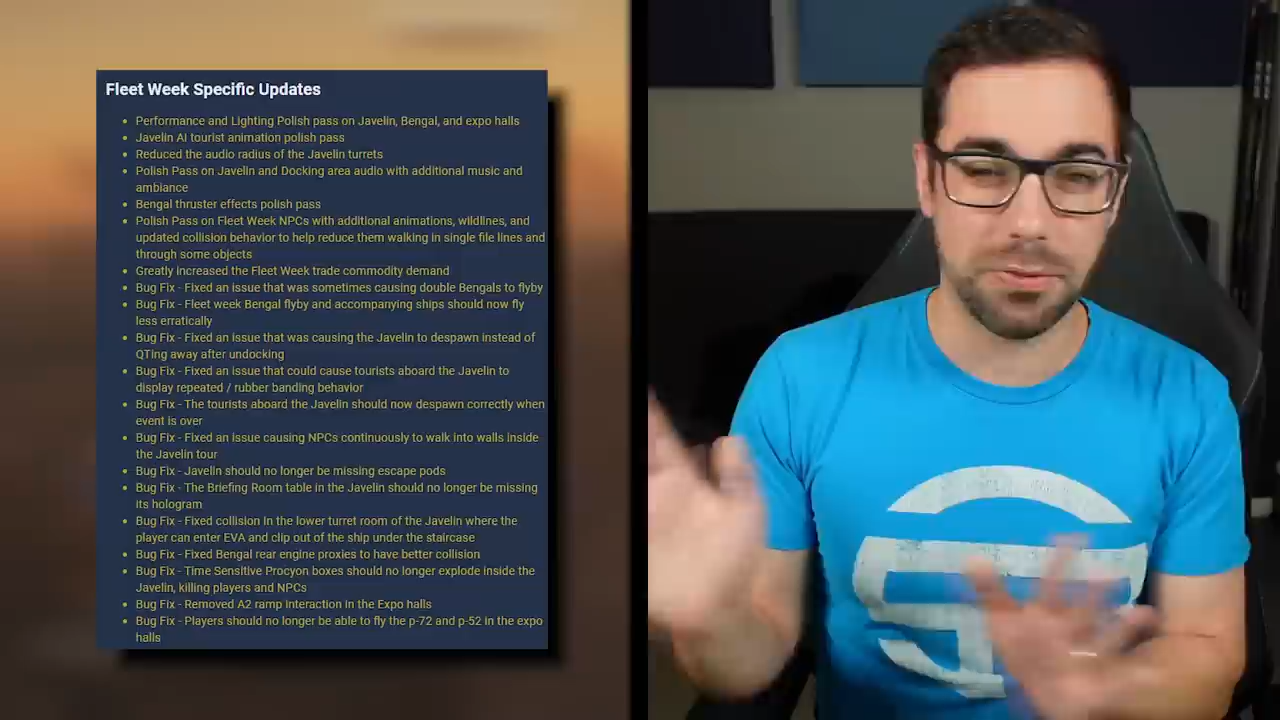 Fleet Week Specific Updates
Performance and Lighting Polish pass on Javelin, Bengal, and expo halls
Javelin AI tourist animation polish pass
Reduced the audio radius of the Javelin turrets
Polish Pass on Javelin and Docking area audio with additional music and
ambiance
Bengal thruster effects polish pass
Polish Pass on Fleet Week NPCs with additional animations, wildlines, and
updated collision behavior to help reduce them walking in single file lines and
through some objects
Greatly increased the Fleet Week trade commodity demand
Bug Fix - Fixed an issue that was sometimes causing double Bengals to flyby
Bug Fix - Fleet week Bengal flyby and accompanying ships should now fly
less erratically
Bug Fix - Fixed an issue that was causing the Javelin to despawn instead of
QTing away after undocking
Bug Fix - Fixed an issue that could cause tourists aboard the Javelin to
display repeated / rubber banding behavior
Bug Fix - The tourists aboard the Javelin should now despawn correctly when
event is over
Bug Fix - Fixed an issue causing NPCs continuously to walk into walls inside
the Javelin tour
Bug Fix - Javelin should no longer be missing escape pods
Bug Fix - The Briefing Room table in the Javelin should no longer be missing
its hologram
Bug Fix - Fixed collision in the lower turret room of the Javelin where the
player can enter EVA and clip out of the ship under the staircase
Bug Fix - Fixed Bengal rear engine proxies to have better collision
Bug Fix - Time Sensitive Procyon boxes should no longer explode inside the
Javelin, killing players and NPCs
Bug Fix - Removed A2 ramp interaction in the Expo halls
Bug Fix - Players should no longer be able to fly the p-72 and p-52 in the expo
halls